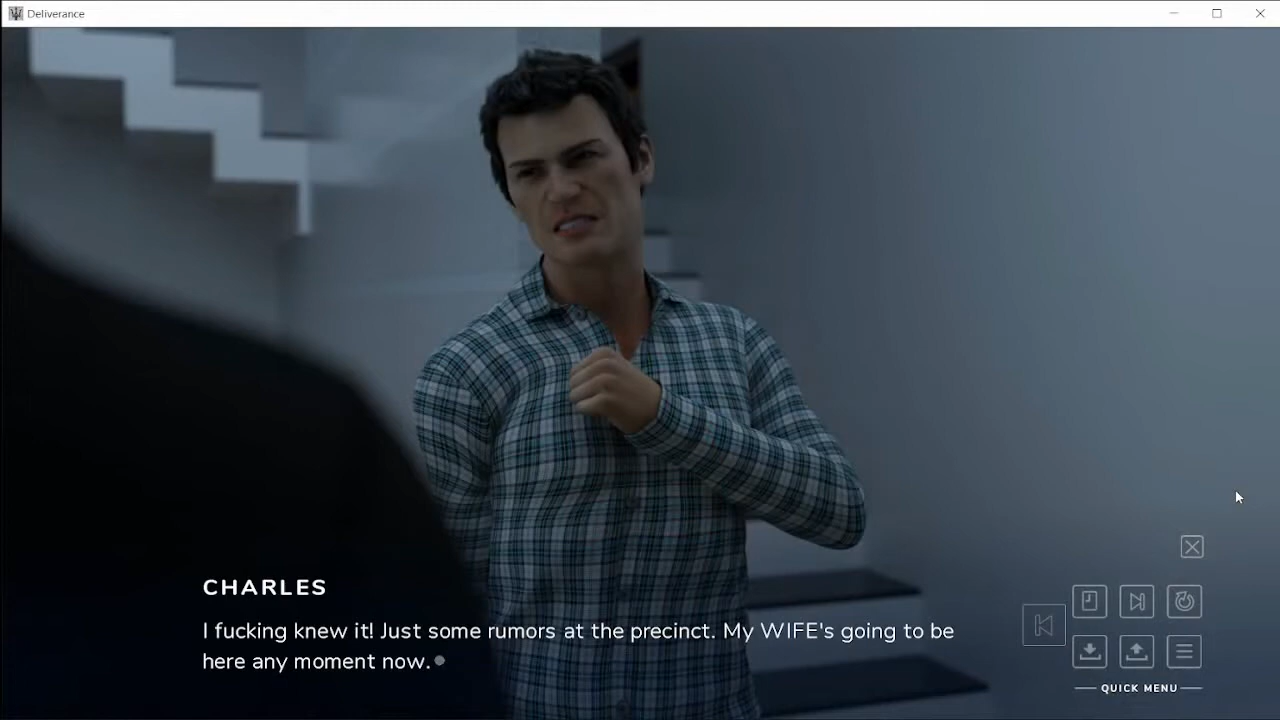 Deliverance
CHARLES
I fucking knew it! Just some rumors at the precinct. My WIFE's going to be
here any moment now.
QUICK MENU